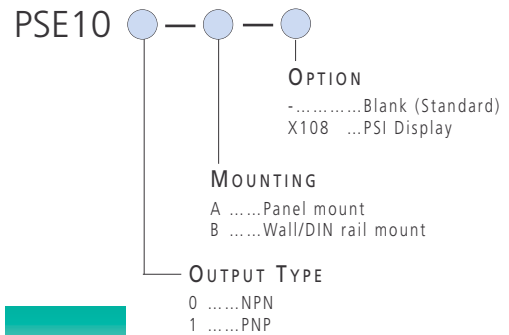 PSE10 — —
OPTION
-............Blank (Standard)
X108 ...PSI Display
MOUNTING
A ......Panel mount
B ......Wall/DIN rail mount
OUTPUT TYPE
0 ......NPN
1 ......PNP